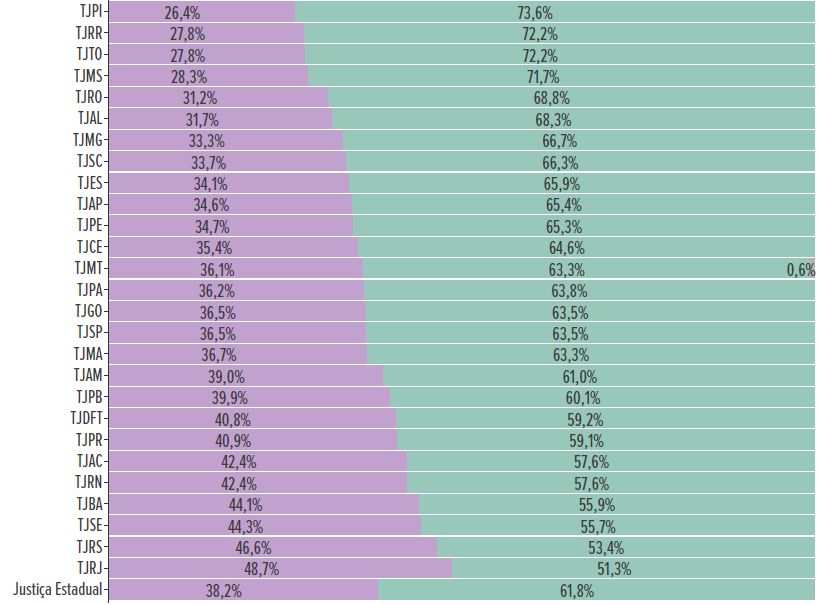 TJPI 26,4% 73,6%
TJRR 27,8% 72,2%
TJTO 27,8% 72,2%
TJMS 28,3% 71,7%
TJRO 31,2% 68,8%
TJAL 31,7% 68,3%
TJMG 33,3% 66,7%
TJSC 33,7% 66,3%
TJES 34,1% 65,9%
TJAP 34,6% 65,4%
TJPE 34,7% 65,3%
TJCE 35,4% 64,6%
TJMT 36,1% 63,3% 0,6%
TJPA 36,2% 63,8%
TJGO 36,5% 63,5%
TJSP 36,5% 63,5%
TJMA 36,7% 63,3%
TJAM 39,0% 61,0%
TJPB 39,9% 60,1%
TJDFT 40,8% 59,2%
TJPR 40,9% 59,1%
TJAC 42,4% 57,6%
TJRN 42,4% 57,6%
TJBA 44,1% 55,9%
TJSE 44,3% 55,7%
TJRS 46,6% 53,4%
TJRJ 48,7% 51,3%
Justiça Estadual 38,2% 61,8%